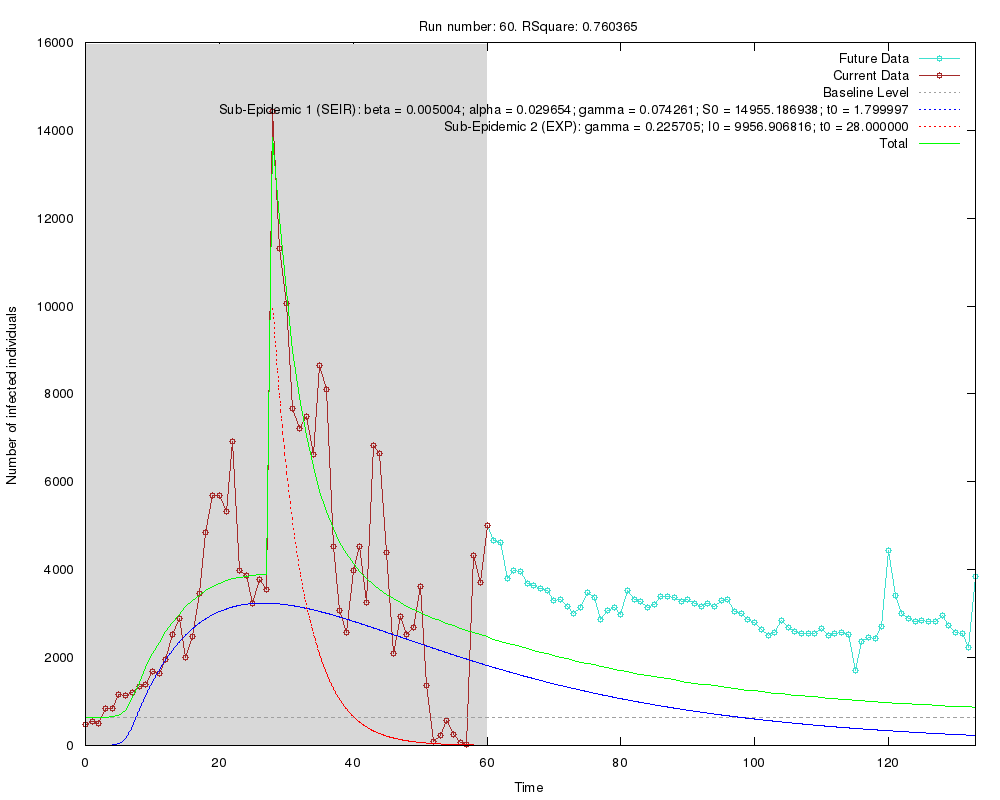 Run number: 60. RSquare: 0.760365
16000
14000
12000
10000
8000
6000
4000
2000
0
Number of infected individuals
Future Data
Current Data
Baseline Level
Sub-Epidemic 1 (SEIR): beta = 0.005004; alpha = 0.029654; gamma = 0.074261; S0 = 14955.186938; t0 = 1.799997
Sub-Epidemic 2 (EXP): gamma = 0.225705; I0 = 9956.906816; t0 = 28.000000
Total
0 20 40 60 80 100 120
Time